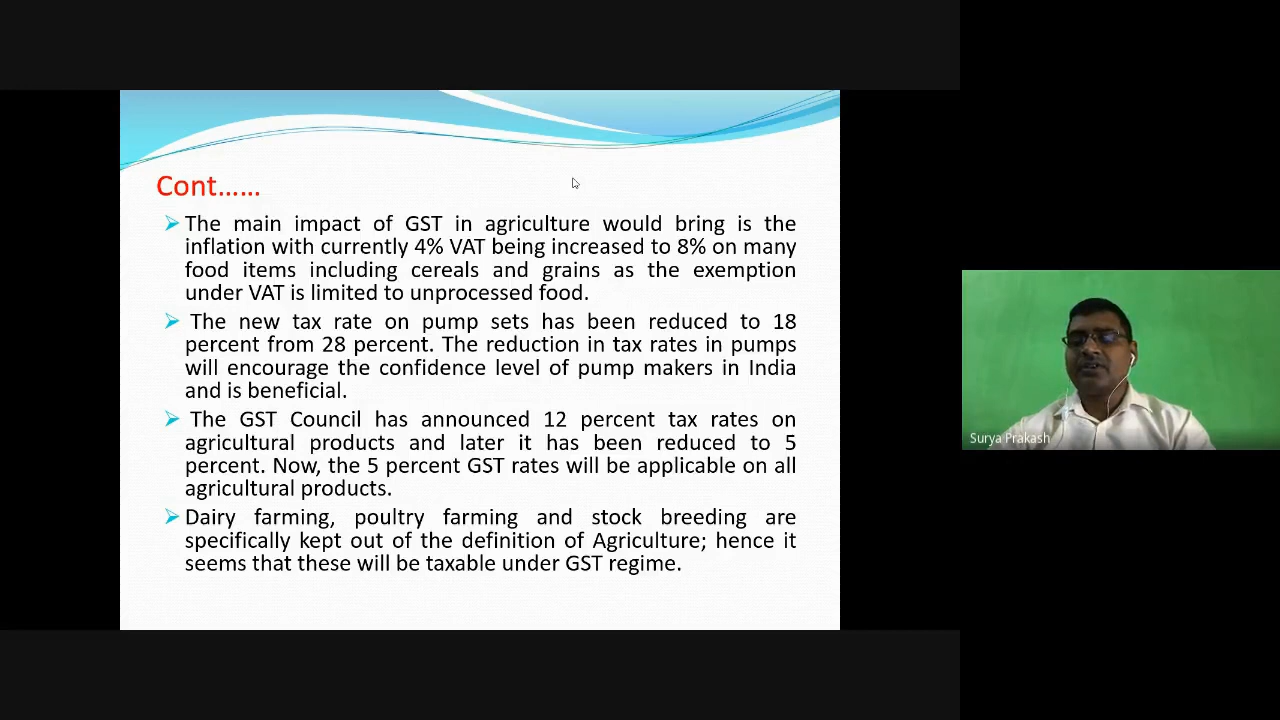 Cont......
The main impact of GST in agriculture would bring is the
inflation with currently 4% VAT being increased to 8% on many
food items including cereals and grains as the exemption
under VAT is limited to unprocessed food.
The new tax rate on pump sets has been reduced to 18
percent from 28 percent. The reduction in tax rates in pumps
will encourage the confidence level of pump makers in India
and is beneficial.
The GST Council has announced 12 percent tax rates on
agricultural products and later it has been reduced to 5
percent. Now, the 5 percent GST rates will be applicable on all
agricultural products.
Dairy farming, poultry farming and stock breeding are
specifically kept out of the definition of Agriculture; hence it
seems that these will be taxable under GST regime.
Surya Prakash